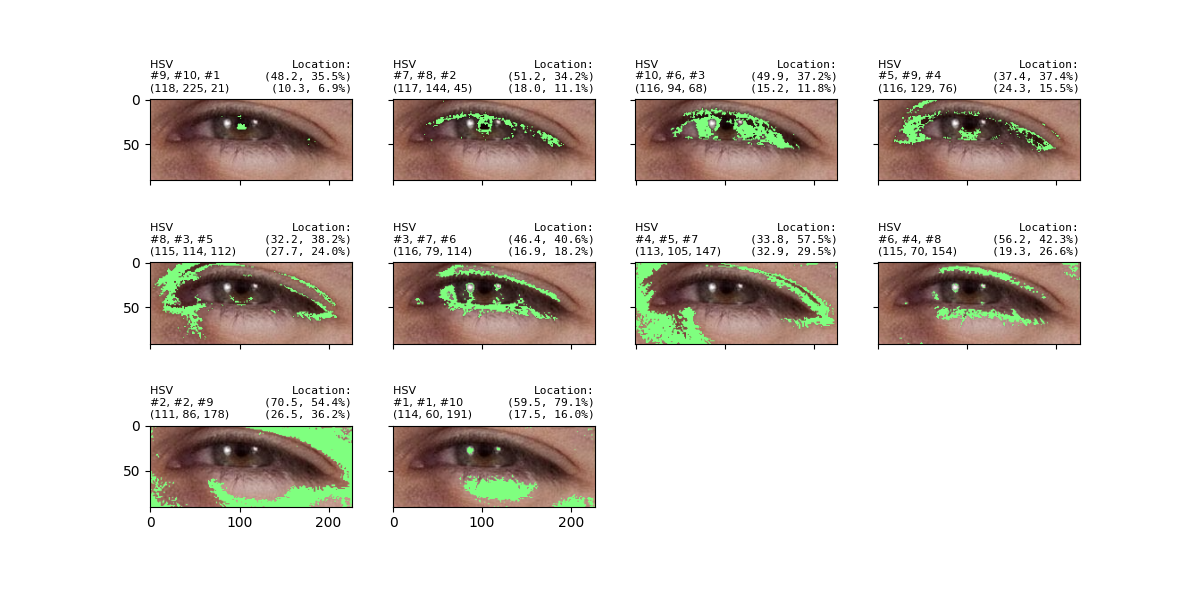 HSV Location:
#9, #10, #1 (48.2, 35.5%)
(118, 225, 21) (10.3, 6.9%)
HSV Location:
#7, #8, #2 (51.2, 34.2%)
(117, 144, 45) (18.0, 11.1%)
HSV Location:
#10, #6, #3 (49.9, 37.2%)
(116, 94, 68) (15.2, 11.8%)
HSV Location:
#5, #9, #4 (37.4, 37.4%)
(116, 129, 76) (24.3, 15.5%)
0
50
HSV Location:
#8, #3, #5 (32.2, 38.2%)
(115, 114, 112) (27.7, 24.0%)
HSV Location:
#3, #7, #6 (46.4, 40.6%)
(116, 79, 114) (16.9, 18.2%)
HSV Location:
#4, #5, #7 (33.8, 57.5%)
(113, 105, 147) (32.9, 29.5%)
HSV Location:
#6, #4, #8 (56.2, 42.3%)
(115, 70, 154) (19.3, 26.6%)
0
50
HSV Location:
#2, #2, #9 (70.5, 54.4%)
(111, 86, 178) (26.5, 36.2%)
HSV Location:
#1, #1, #10 (59.5, 79.1%)
(114, 60, 191) (17.5, 16.0%)
0
50
0 100 200
0 100 200